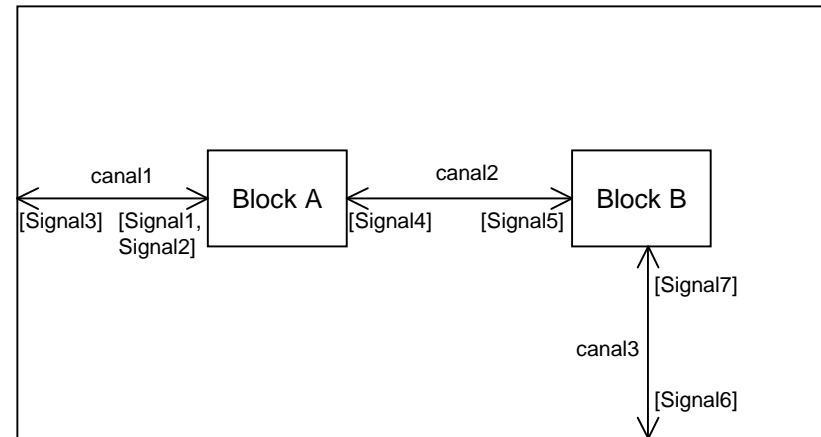 canal1
Block A
canal2
Block B
[Signal3]
[Signal1,
Signal2]
[Signal4]
[Signal5]
[Signal7]
canal3
[Signal6]